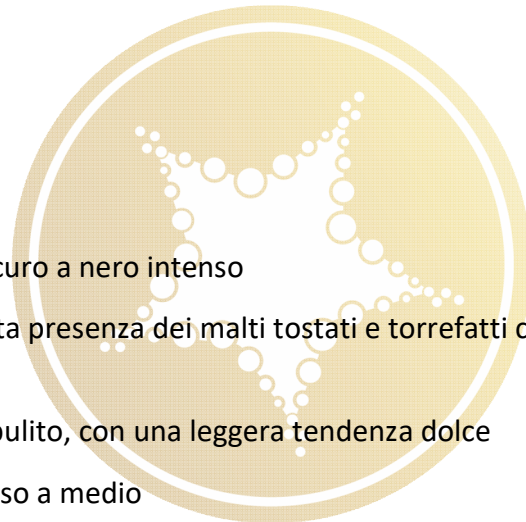 curo a nero intenso
ta presenza dei malti tostati e torrefatti c
pulito, con una leggera tendenza dolce
so a medio